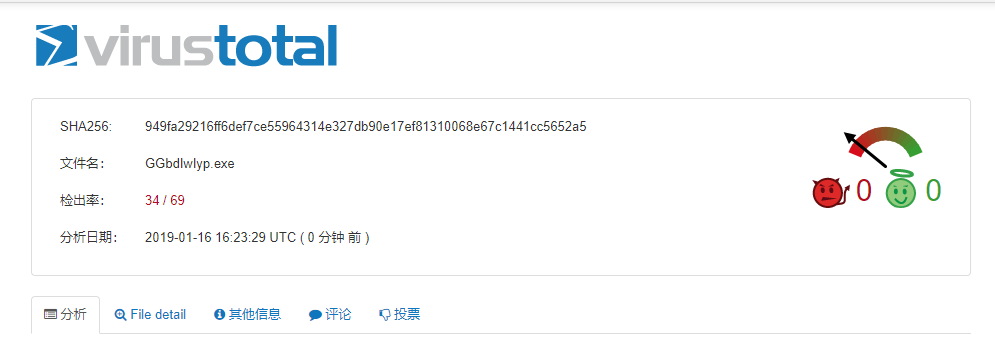 virustotal
SHA256: 949fa29216ff6def7ce55964314e327db90e17ef81310068e67c1441cc5652a5
文件名： GGbdlwlyp.exe
检出率： 34 / 69
分析日期： 2019-01-16 16:23:29 UTC ( 0 分钟 前 )
0 0
分析 File detail 其他信息 评论 投票